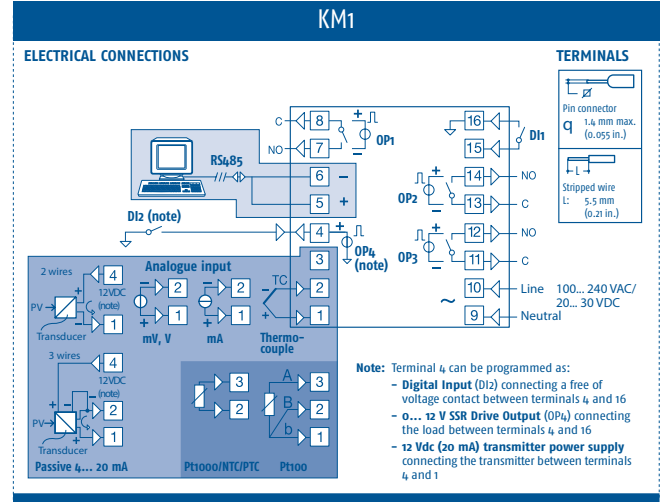 KM1
ELECTRICAL CONNECTIONS
TERMINALS
Pin connector
q 1.4 mm max.
(0.055 in.)
L
Stripped wire
L: 5.5 mm
(0.21 in.)
C 8 + OP1
NO 7 –
RS485
6 –
5 +
DI2 (note)
4 + OP4
(note)
–
3
TC 2
1
16 DI1
15
14 NO
OP2 + –
13 C
12 NO
OP3 + –
11 C
~ 10 Line 100... 240 VAC/
20... 30 VDC
9 Neutral
Analogue input
2 wires
4
12VDC
(note)
PV
+ –
1
Transducer
– 2
+ 1
mV, V
– 2
+ 1
mA
– 2
+ 1
Thermo-
couple
3 wires
4
12VDC
(note)
PV
– 2
+ 1
Transducer
Passive 4... 20 mA
3
2
Pt1000/NTC/PTC
A 3
B 2
b 1
Pt100
Note: Terminal 4 can be programmed as:
– Digital Input (DI2) connecting a free of
voltage contact between terminals 4 and 16
– 0... 12 V SSR Drive Output (OP4) connecting
the load between terminals 4 and 16
– 12 Vdc (20 mA) transmitter power supply
connecting the transmitter between terminals
4 and 1